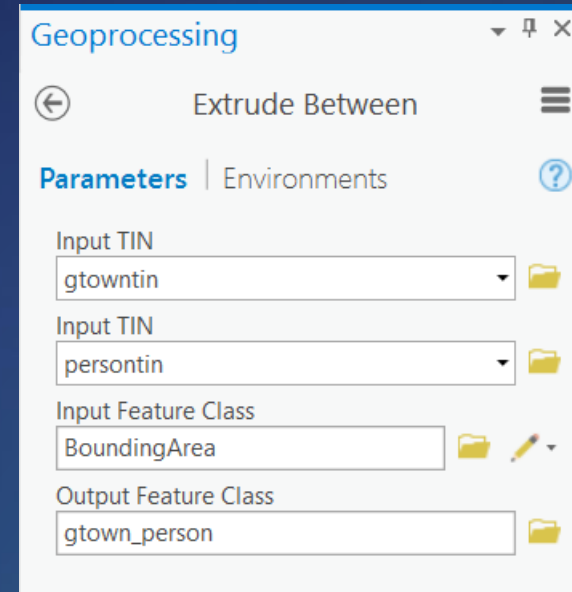 Geoprocessing
Extrude Between
Parameters | Environments
?
Input TIN
gtowntin
Input TIN
persontin
Input Feature Class
BoundingArea
Output Feature Class
gtown_person